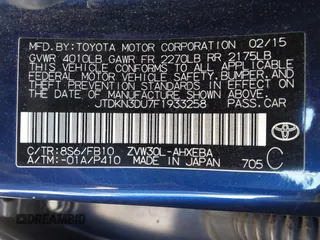 MFD. BY: TOYOTA MOTOR CORPORATION 02/15
GVWR 4010LB GAWR FR 2270LB RR 2175LB
THIS VEHICLE CONFORMS TO ALL APPLICABLE FEDERAL MOTOR
VEHICLE SAFETY, BUMPER, AND THEFT PREVENTION STANDARDS
IN EFFECT ON THE DATE OF MANUFACTURE SHOWN ABOVE.
JTDKN3DU7F1933258 PASS.CAR
C/TR: 8S6/FB10 ZVW30L-AHXEBA
A/TM: -01A/P410 MADE IN JAPAN 705 C
TOYOTA
DREAMBID